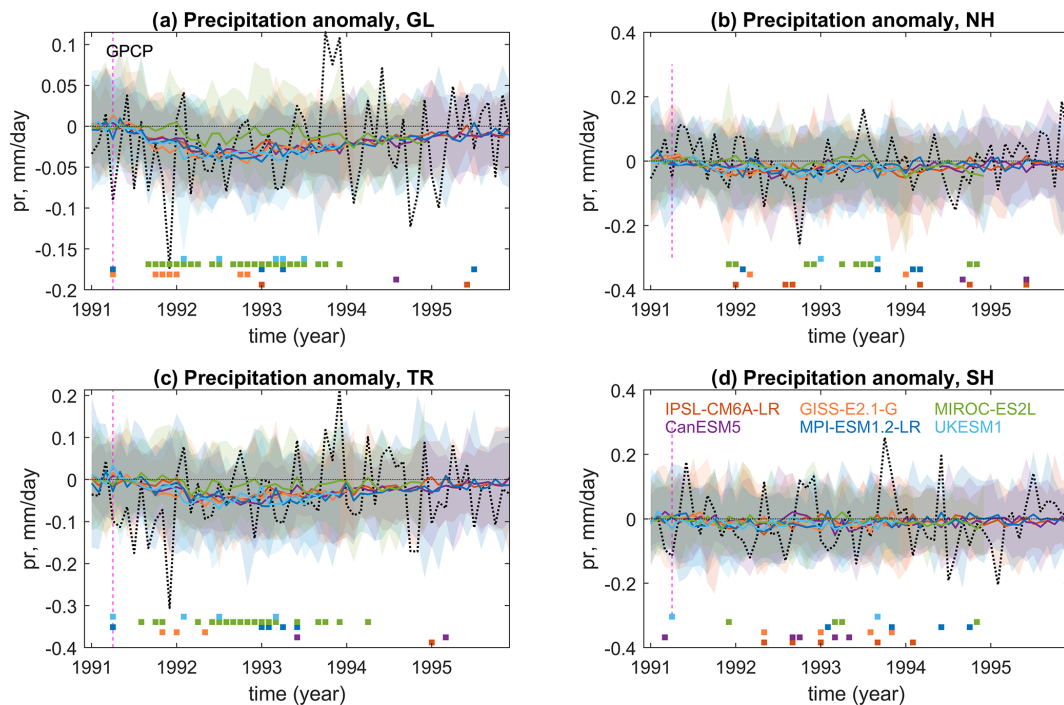 (a) Precipitation anomaly, GL
GPCP
pr, mm/day
0.1
0.05
0
-0.05
-0.1
-0.15
-0.2
1991 1992 1993 1994 1995
time (year)
(b) Precipitation anomaly, NH
pr, mm/day
0.4
0.2
0
-0.2
-0.4
1991 1992 1993 1994 1995
time (year)
(c) Precipitation anomaly, TR
pr, mm/day
0.2
0.1
0
-0.1
-0.2
-0.3
-0.4
1991 1992 1993 1994 1995
time (year)
(d) Precipitation anomaly, SH
IPSL-CM6A-LR GISS-E2.1-G MIROC-ES2L
CanESM5 MPI-ESM1.2-LR UKESM1
pr, mm/day
0.4
0.2
0
-0.2
-0.4
1991 1992 1993 1994 1995
time (year)